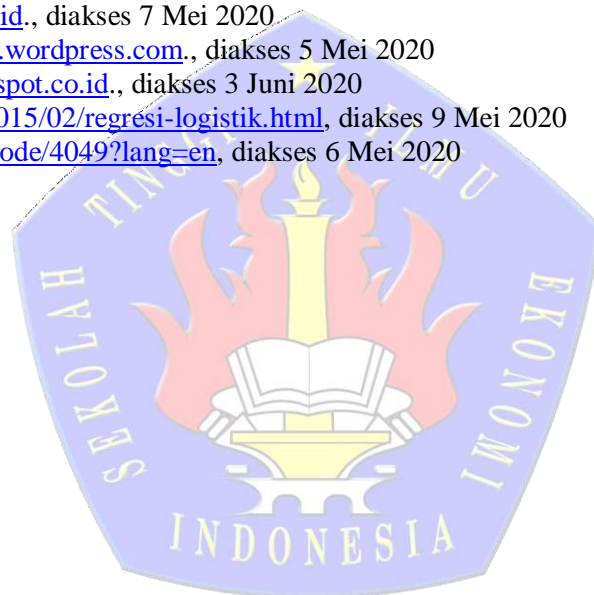 id., diakses 7 Mei 2020
.wordpress.com., diakses 5 Mei 2020
spot.co.id., diakses 3 Juni 2020
015/02/regresi-logistik.html, diakses 9 Mei 2020
ode/4049?lang=en, diakses 6 Mei 2020
SEKOLAH TINGGI ILMU EKONOMI
INDONESIA